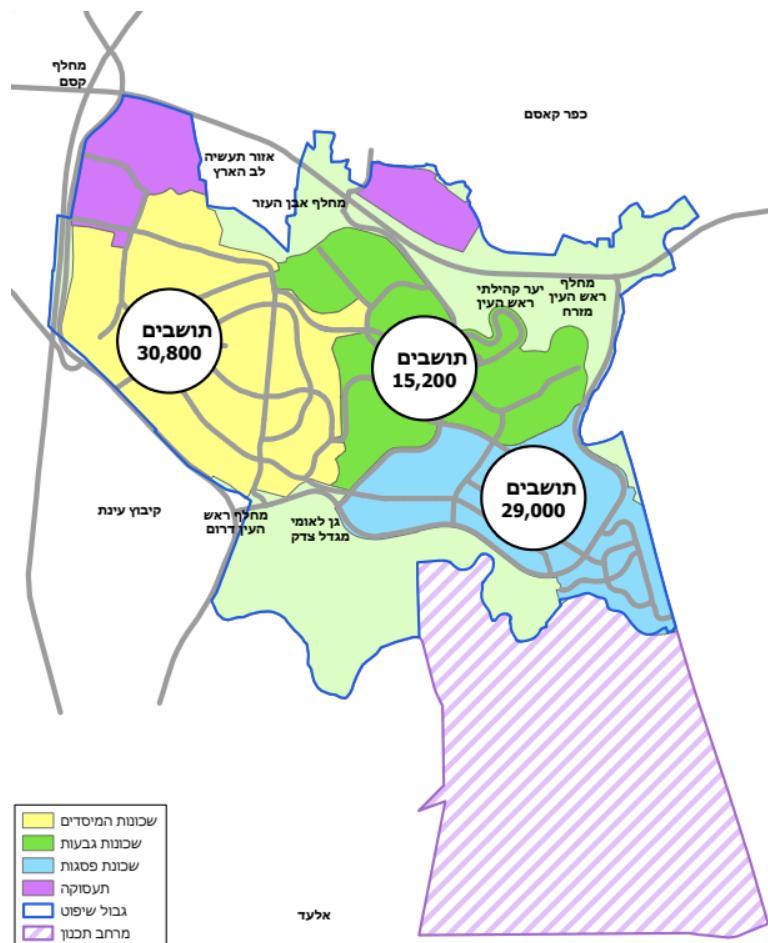 מחלף
קסם
כפר קאסם
אזור תעשיה
לב הארץ
מחלף אבן העזר
יער קהילתי
ראש העין
מחלף
ראש העין
מזרח
תושבים
30,800
תושבים
15,200
תושבים
29,000
קיבוץ עינת
מחלף ראש
העין דרום
גן לאומי
מגדל צדק
אלעד
שכונות המיסדים
שכונות גבעות
שכונת פסגות
תעסוקה
גבול שיפוט
מרחב תכנון